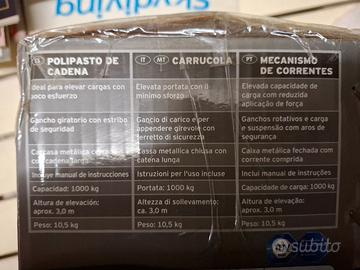 Skydiving
ES
POLIPASTO DE
CADENA
Ideal para elevar cargas con
poco esfuerzo
Gancho giratorio con estribo
de seguridad
Carcasa metálica cerrada
con cadena larga
Incluye manual de instrucciones
Capacidad: 1000 kg
Altura de elevación:
aprox. 3,0 m
Peso: 10,5 kg
IT
MT
CARRUCOLA
Elevata portata con il
minimo sforzo
Gancio di carico e per
appendere girevole con
ferretto di sicurezza
Cassa metallica chiusa con
catena lunga
Istruzioni per l'uso incluse
Portata: 1000 kg
Altezza di sollevamento:
ca. 3,0 m
Peso: 10,5 kg
PT
MECANISMO
DE CORRENTES
Elevada capacidade de
carga com reduzida
aplicação de força
Ganchos rotativos e carga
e suspensão com aros de
segurança
Caixa metálica fechada com
corrente comprida
Inclui manual de instruções
Capacidade de carga: 1000 kg
Altura de elevação:
aprox. 3,0 m
Peso: 10,5 kg
subito